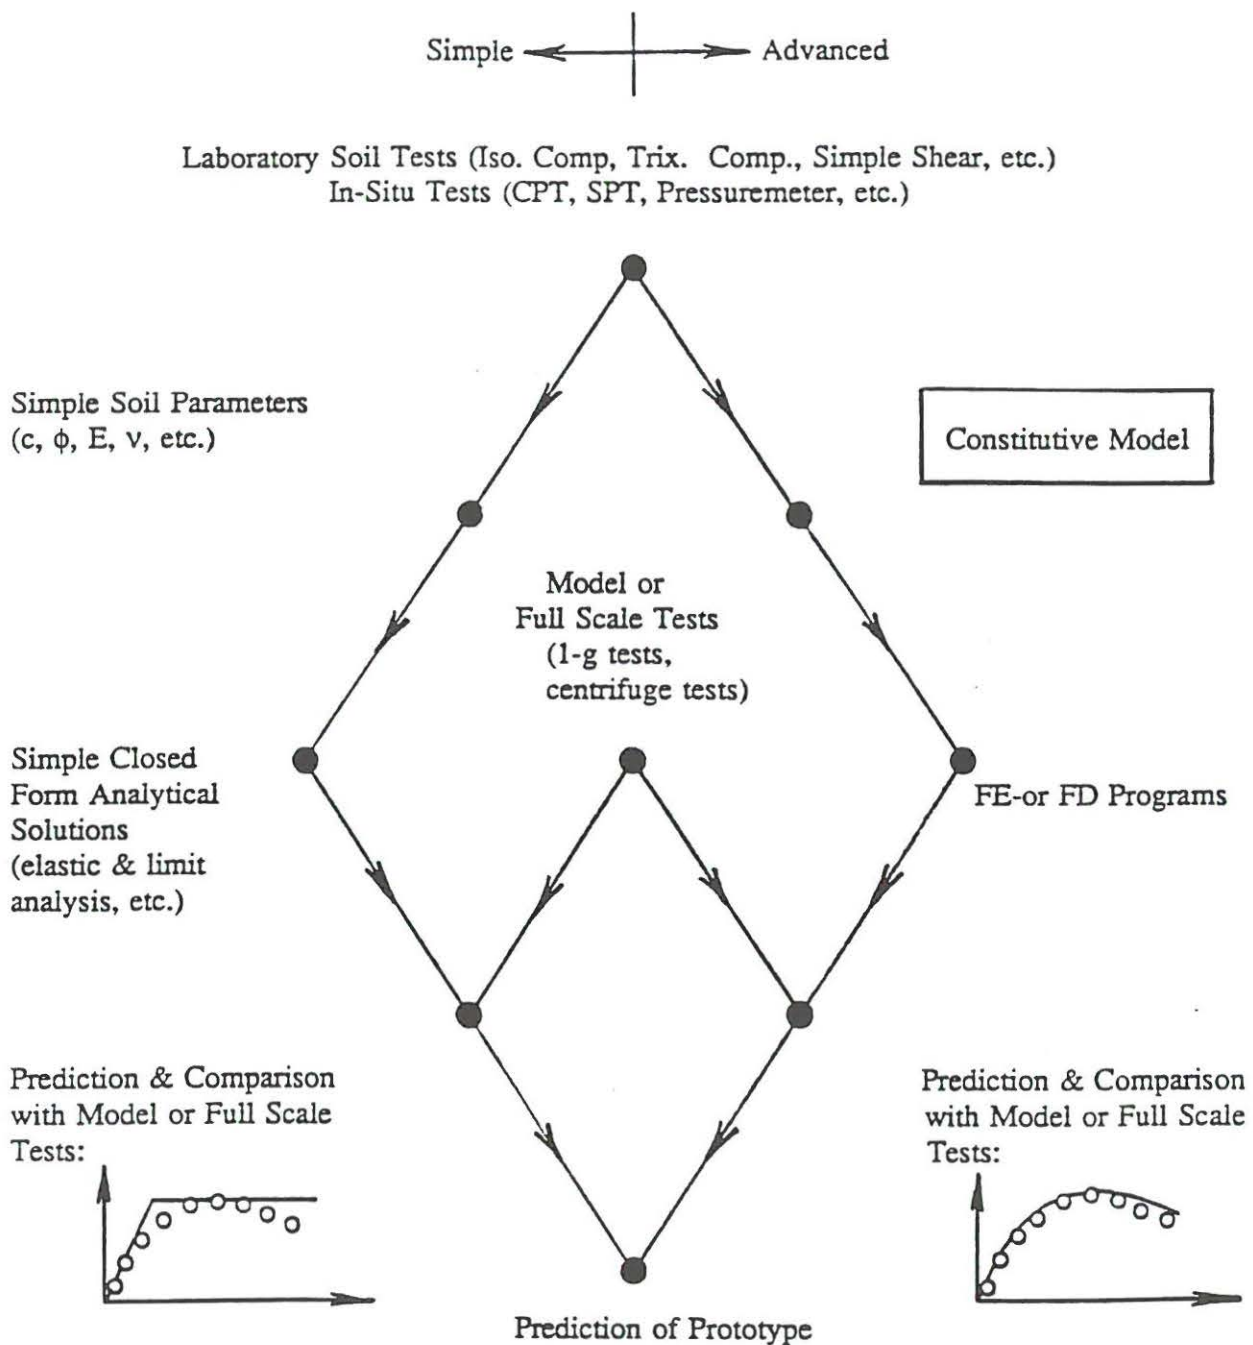 Simple
Advanced
Laboratory Soil Tests (Iso. Comp, Trix. Comp., Simple Shear, etc.)
In-Situ Tests (CPT, SPT, Pressuremeter, etc.)
Simple Soil Parameters
(c, ϕ, E, ν, etc.)
Constitutive Model
Model or
Full Scale Tests
(1-g tests,
centrifuge tests)
Simple Closed
Form Analytical
Solutions
(elastic & limit
analysis, etc.)
FE-or FD Programs
Prediction & Comparison
with Model or Full Scale
Tests:
Prediction & Comparison
with Model or Full Scale
Tests:
Prediction of Prototype